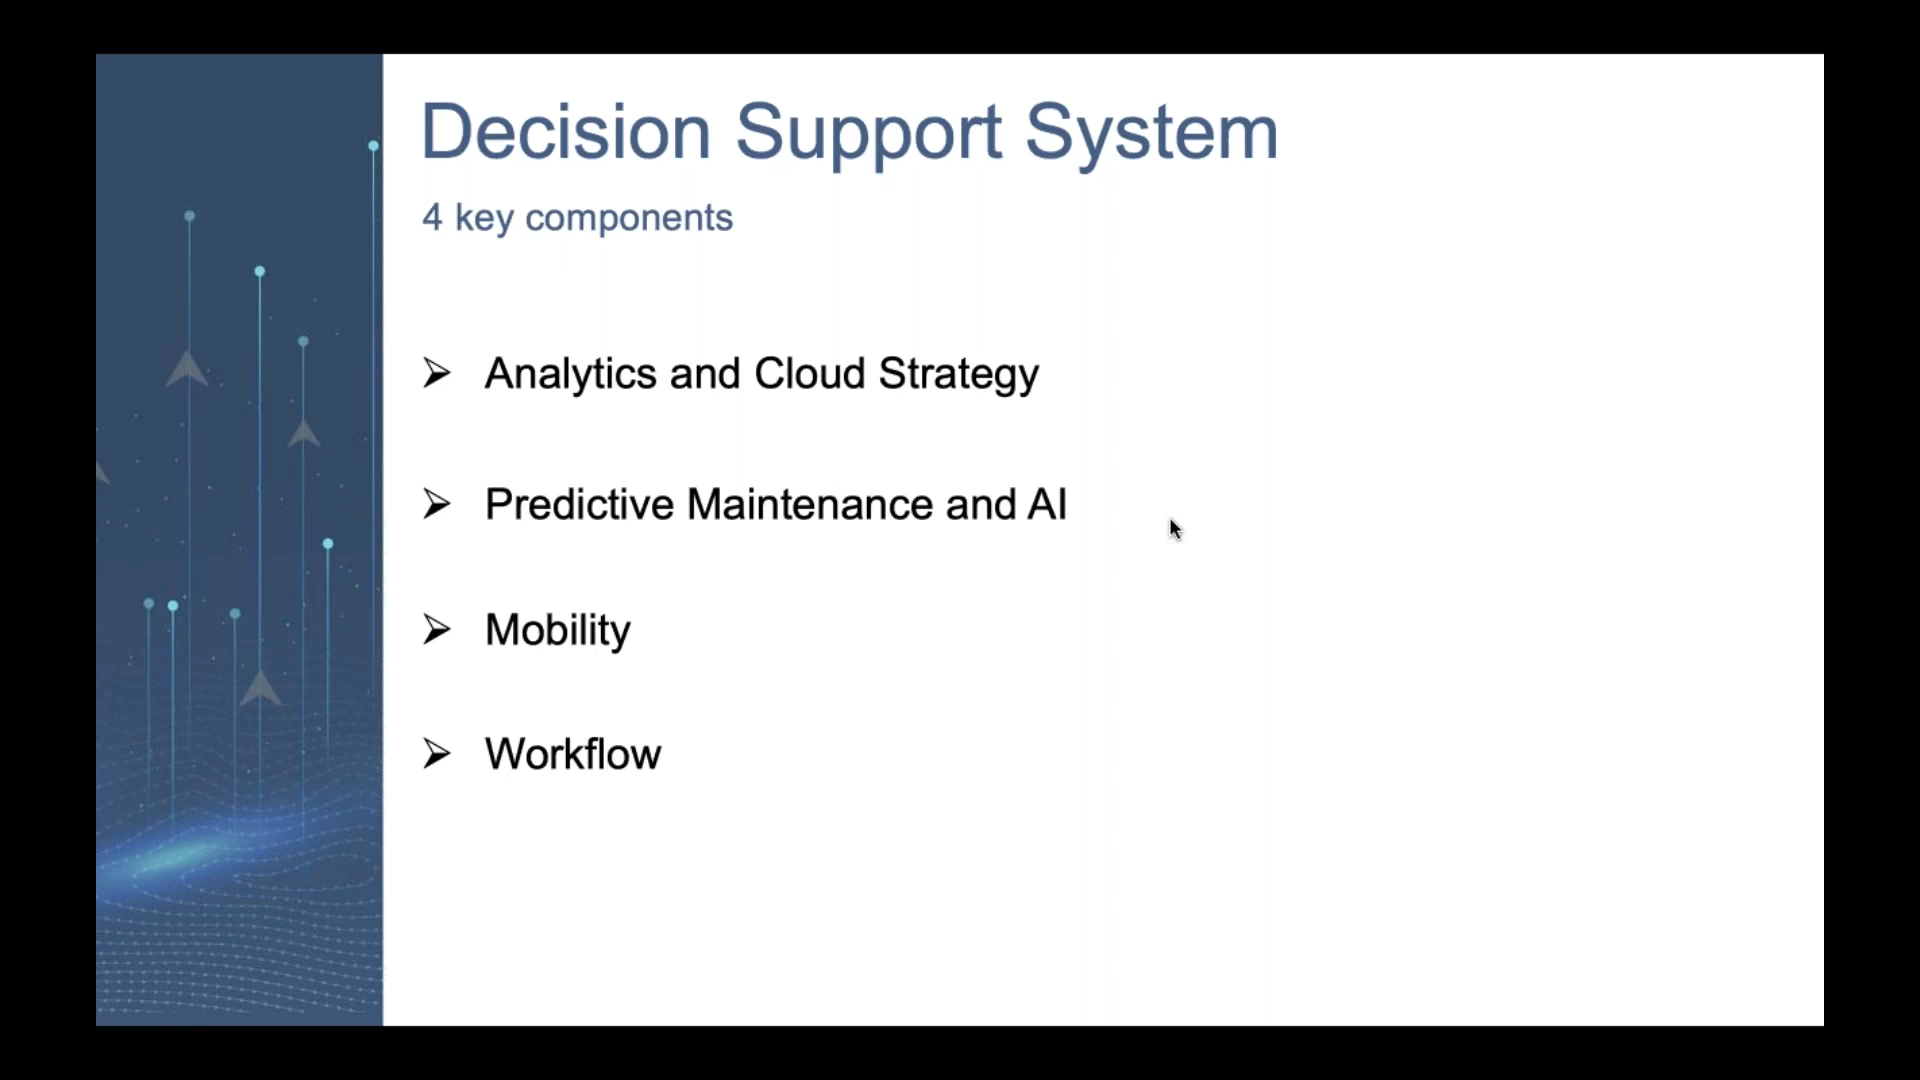 Decision Support System
4 key components
➢ Analytics and Cloud Strategy
➢ Predictive Maintenance and AI
➢ Mobility
➢ Workflow